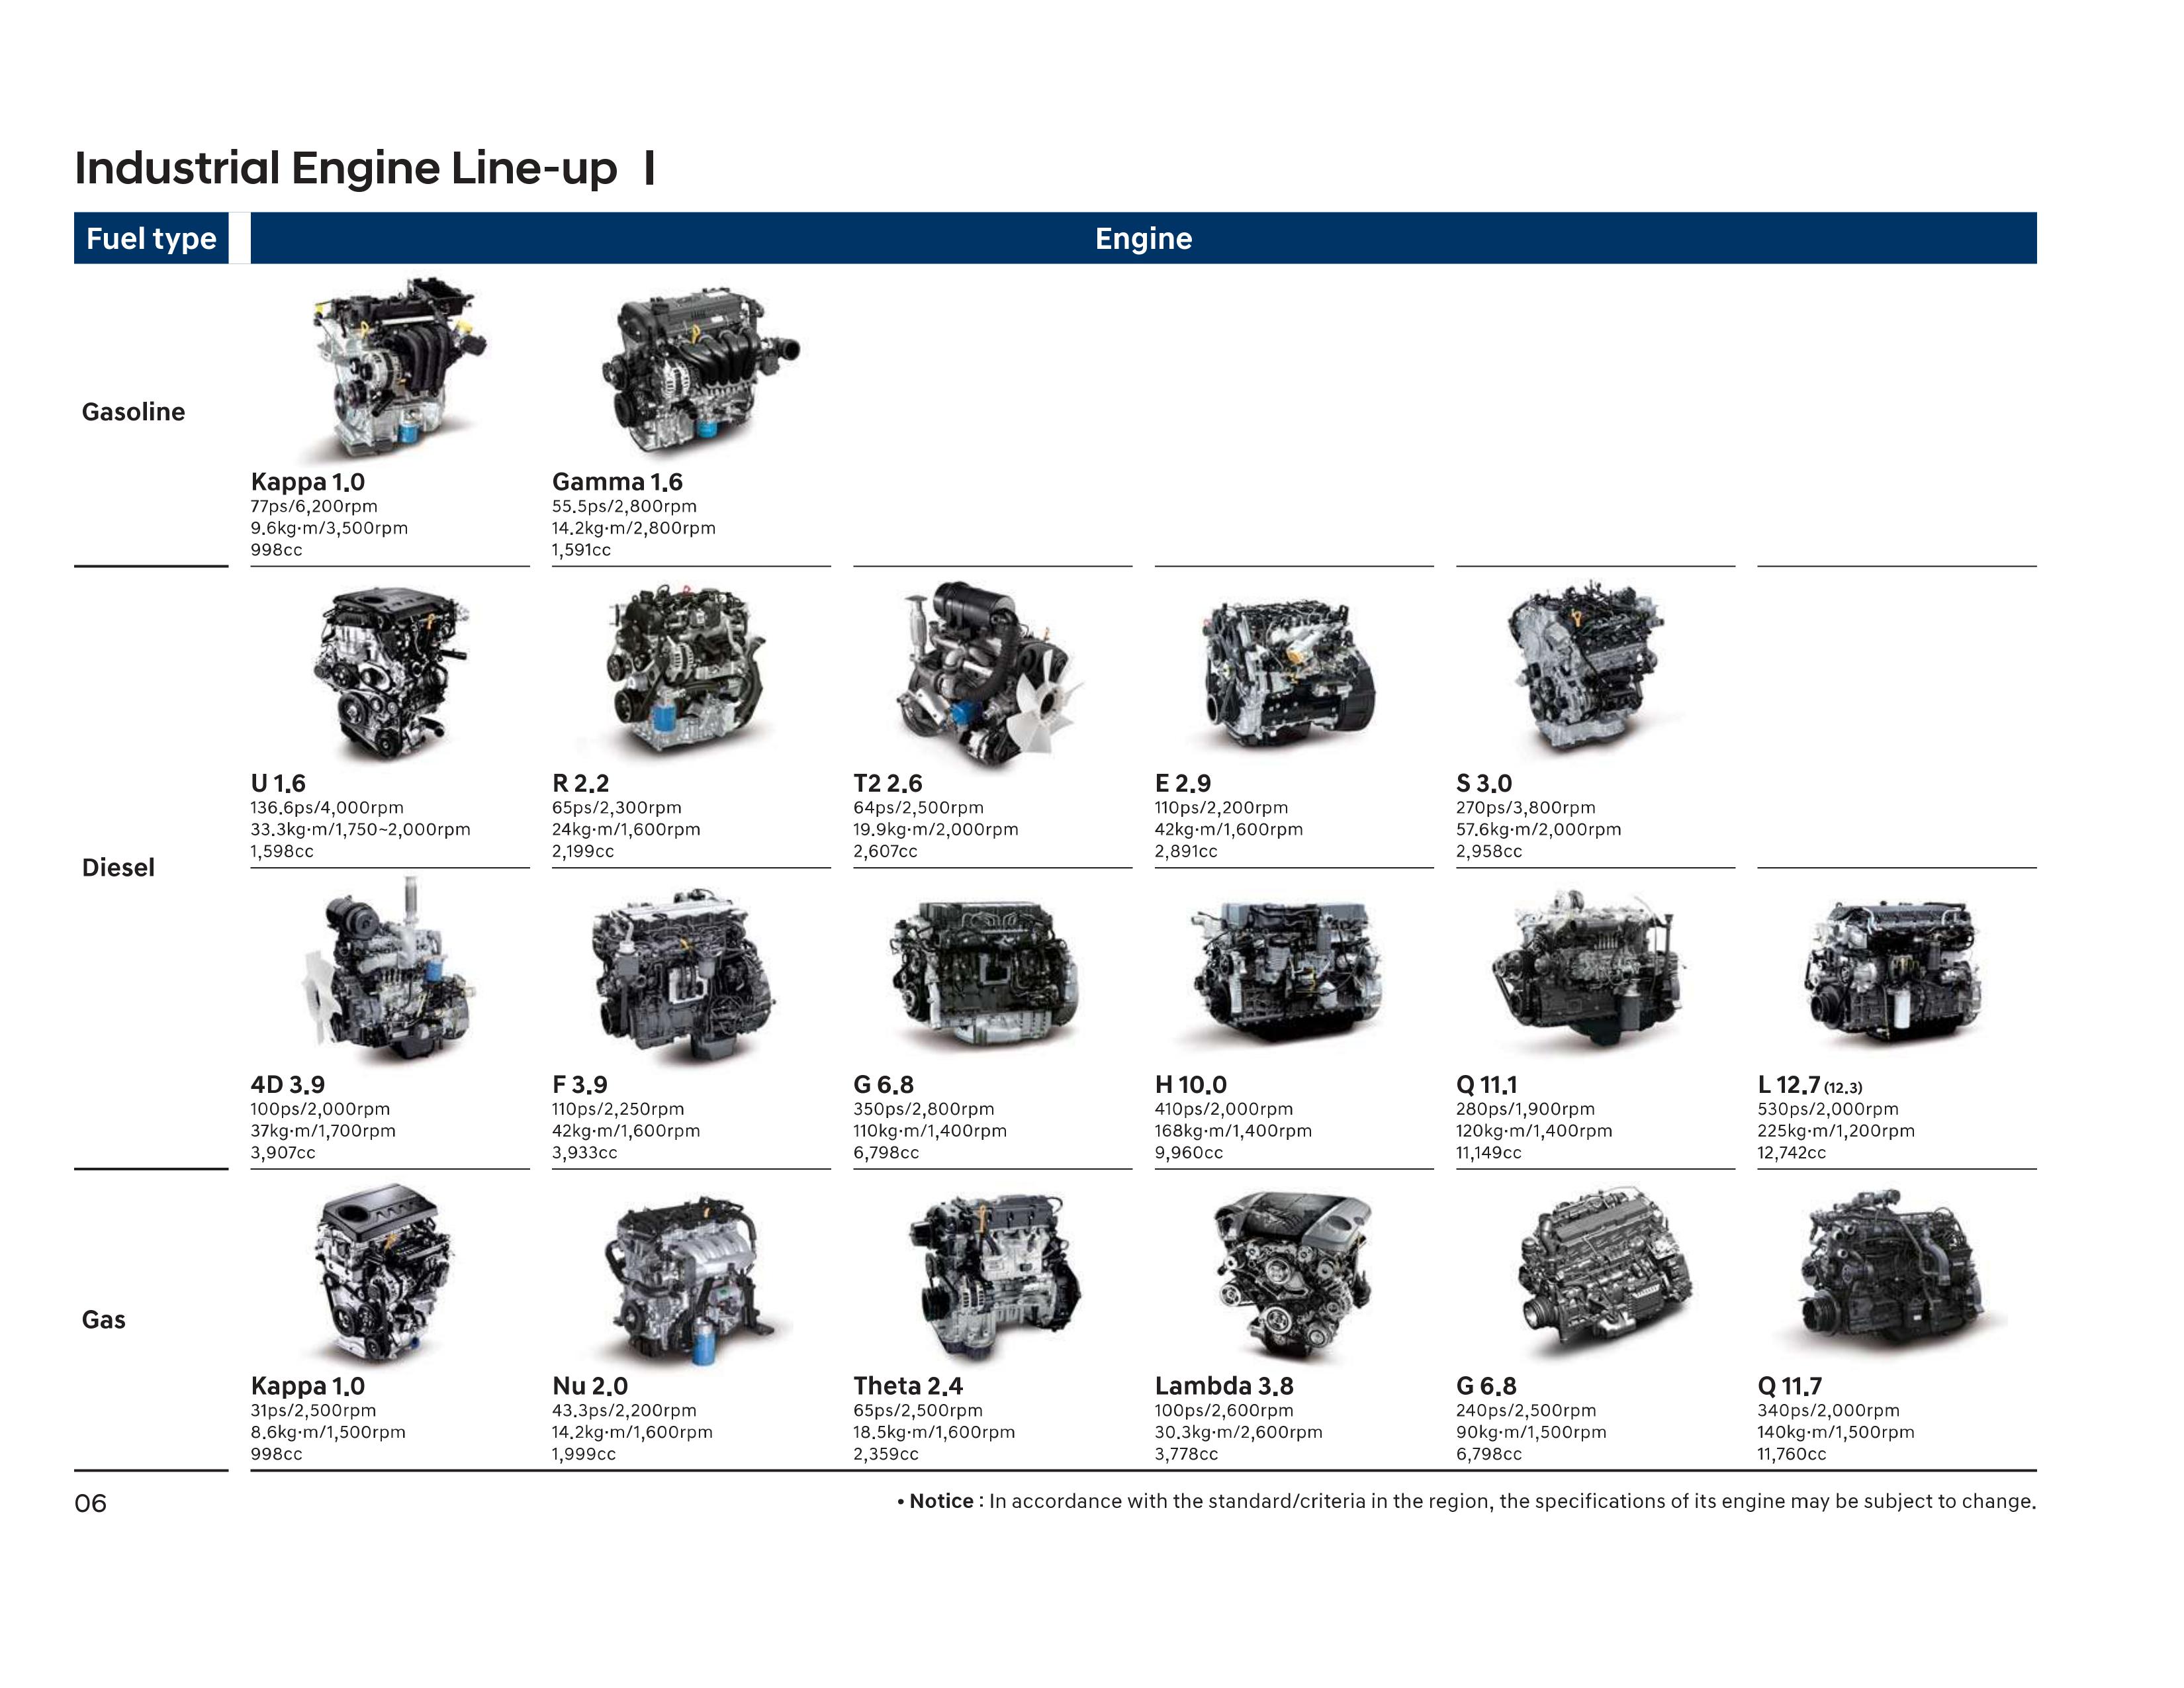 Industrial Engine Line-up I
Fuel type
Engine
Gasoline
Kappa 1.0
77ps/6,200rpm
9.6kg·m/3,500rpm
998cc
Gamma 1.6
55.5ps/2,800rpm
14.2kg·m/2,800rpm
1,591cc
Diesel
U 1.6
136.6ps/4,000rpm
33.3kg·m/1,750~2,000rpm
1,598cc
R 2.2
65ps/2,300rpm
24kg·m/1,600rpm
2,199cc
T2 2.6
64ps/2,500rpm
19.9kg·m/2,000rpm
2,607cc
E 2.9
110ps/2,200rpm
42kg·m/1,600rpm
2,891cc
S 3.0
270ps/3,800rpm
57.6kg·m/2,000rpm
2,958cc
4D 3.9
100ps/2,000rpm
37kg·m/1,700rpm
3,907cc
F 3.9
110ps/2,250rpm
42kg·m/1,600rpm
3,933cc
G 6.8
350ps/2,800rpm
110kg·m/1,400rpm
6,798cc
H 10.0
410ps/2,000rpm
168kg·m/1,400rpm
9,960cc
Q 11.1
280ps/1,900rpm
120kg·m/1,400rpm
11,149cc
L 12.7 (12.3)
530ps/2,000rpm
225kg·m/1,200rpm
12,742cc
Gas
Kappa 1.0
31ps/2,500rpm
8.6kg·m/1,500rpm
998cc
Nu 2.0
43.3ps/2,200rpm
14.2kg·m/1,600rpm
1,999cc
Theta 2.4
65ps/2,500rpm
18.5kg·m/1,600rpm
2,359cc
Lambda 3.8
100ps/2,600rpm
30.3kg·m/2,600rpm
3,778cc
G 6.8
240ps/2,500rpm
90kg·m/1,500rpm
6,798cc
Q 11.7
340ps/2,000rpm
140kg·m/1,500rpm
11,760cc
06
• Notice : In accordance with the standard/criteria in the region, the specifications of its engine may be subject to change.